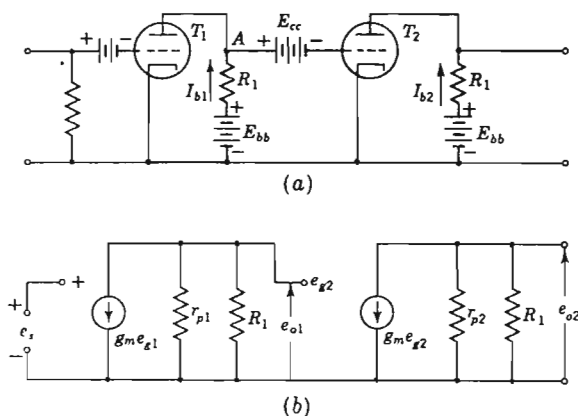 T1 A Ecc T2
+ - + - + -
Ib1 R1 Ib2 R1
+ +
Ebb Ebb
- -
(a)
+ eg2
+ es - gmeg1 rp1 R1 eo1 gmeg2 rp2 R1 eo2
(b)